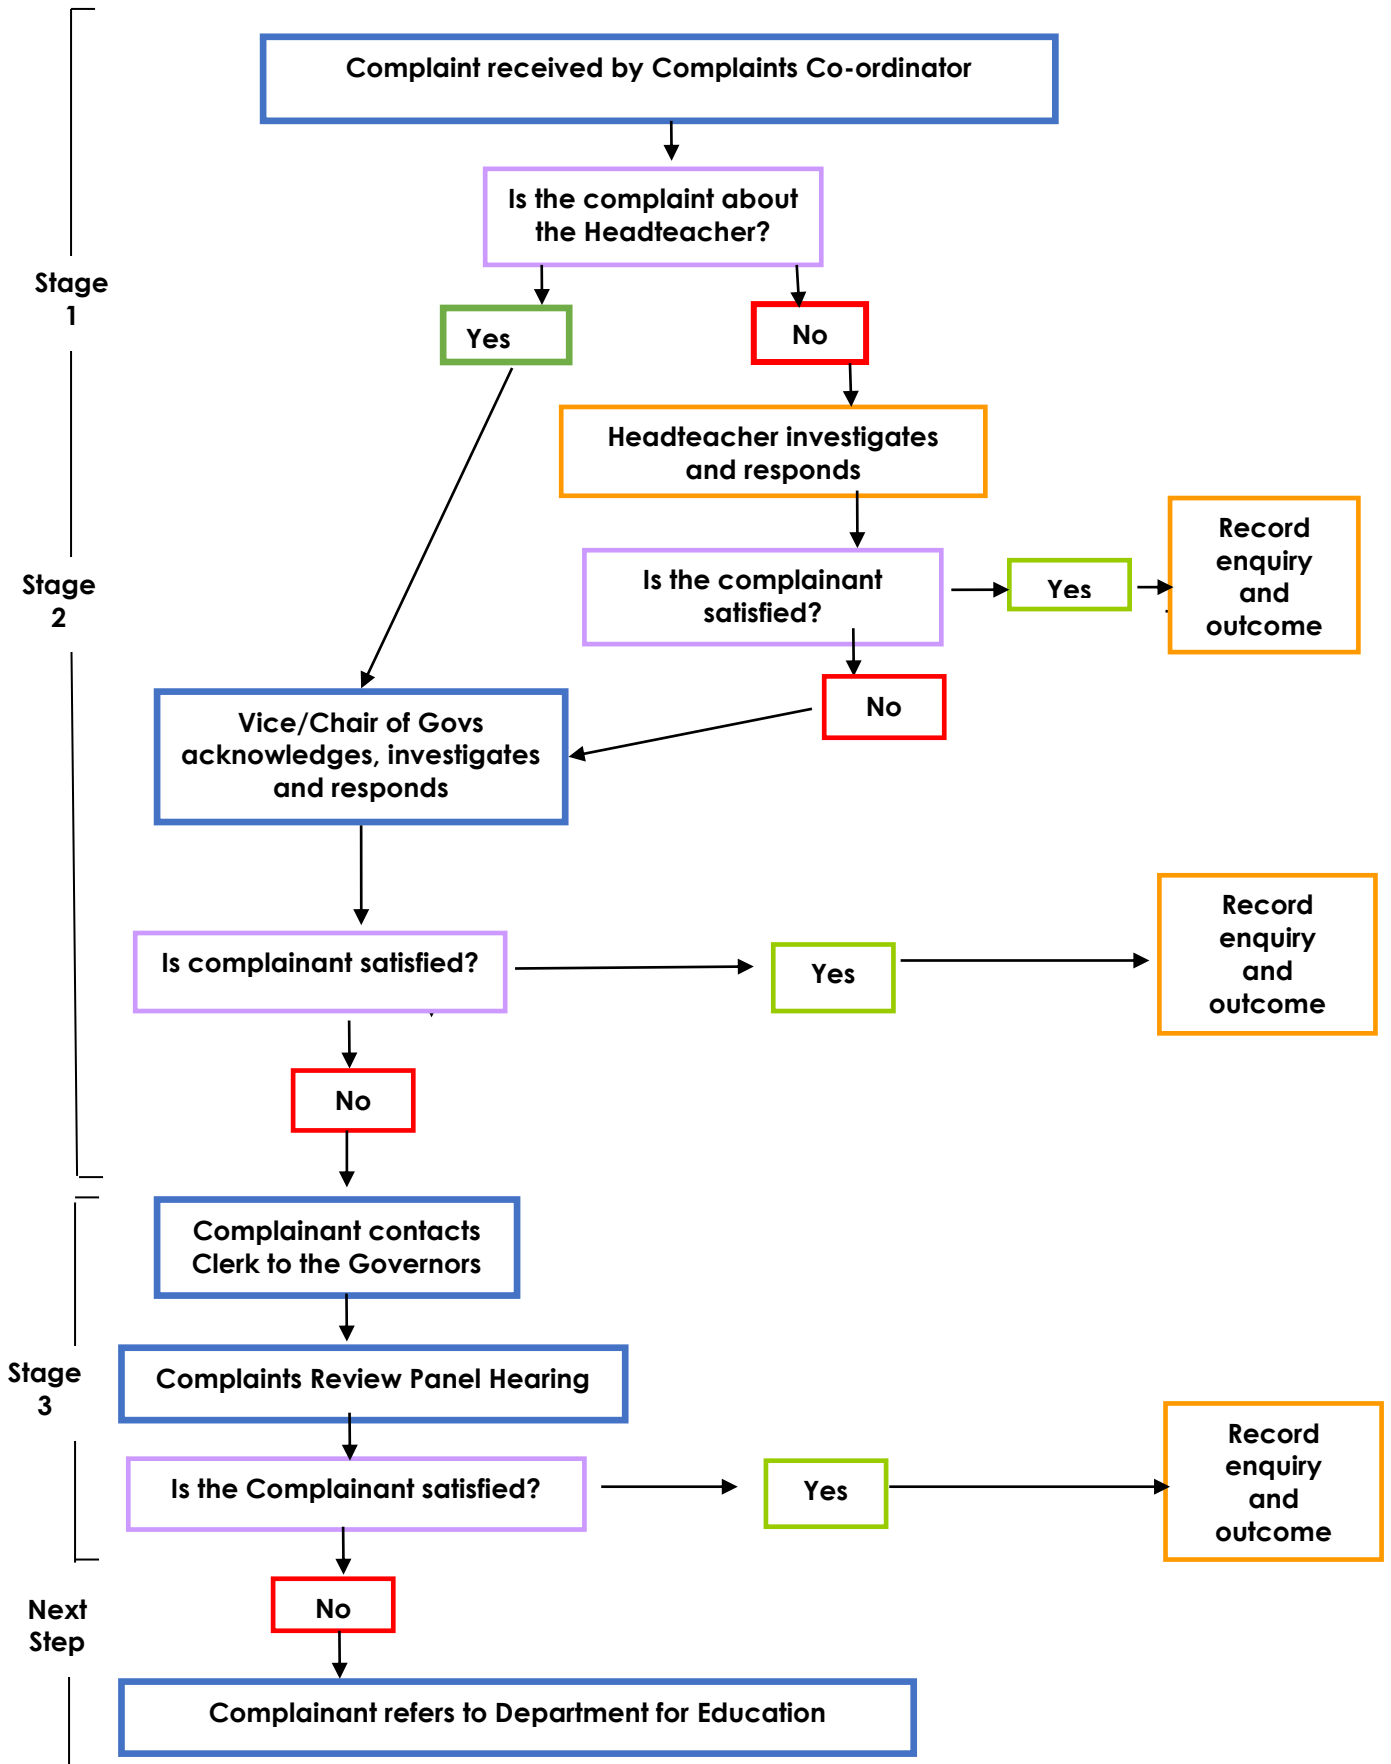 Complaint received by Complaints Co-ordinator
Is the complaint about
the Headteacher?
Stage
1
Yes
No
Headteacher investigates
and responds
Stage
2
Is the complainant
satisfied?
Yes
Record
enquiry
and
outcome
No
Vice/Chair of Govs
acknowledges, investigates
and responds
Is complainant satisfied?
Yes
Record
enquiry
and
outcome
No
Complainant contacts
Clerk to the Governors
Stage
3
Complaints Review Panel Hearing
Is the Complainant satisfied?
Yes
Record
enquiry
and
outcome
Next
Step
No
Complainant refers to Department for Education